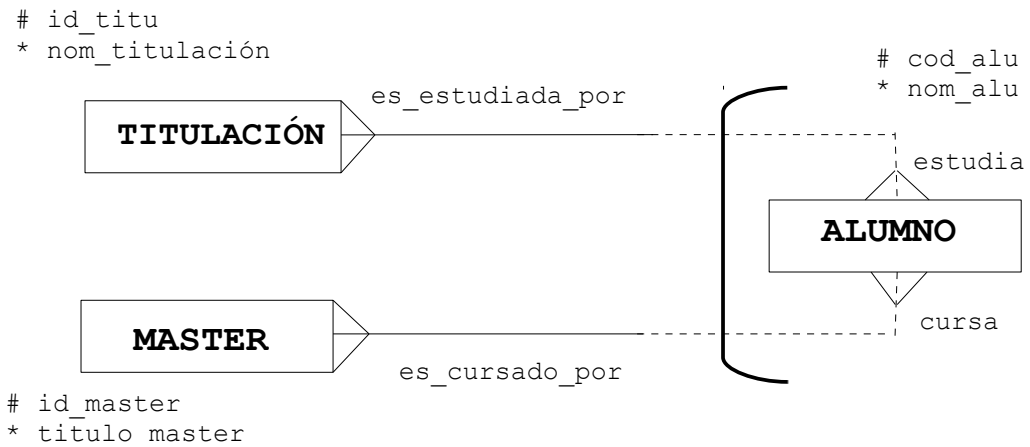 # id_titu
* nom_titulación
# cod_alu
* nom_alu
es_estudiada_por
TITULACIÓN
estudia
ALUMNO
cursa
MASTER
es_cursado_por
# id_master
* titulo master